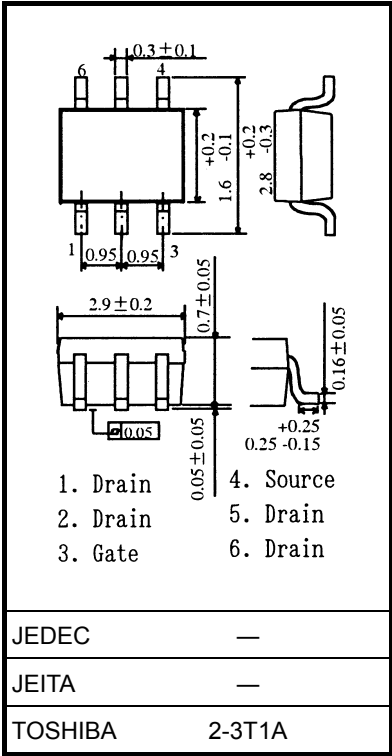 0.3±0.1
6 4
+0.2
1.6 -0.1
+0.2
2.8 -0.3
1 0.95 0.95 3
2.9±0.2
0.7±0.05
0.16±0.05
0.05
0.05±0.05
+0.25
0.25 -0.15
1. Drain
2. Drain
3. Gate
4. Source
5. Drain
6. Drain
JEDEC —
JEITA —
TOSHIBA 2-3T1A